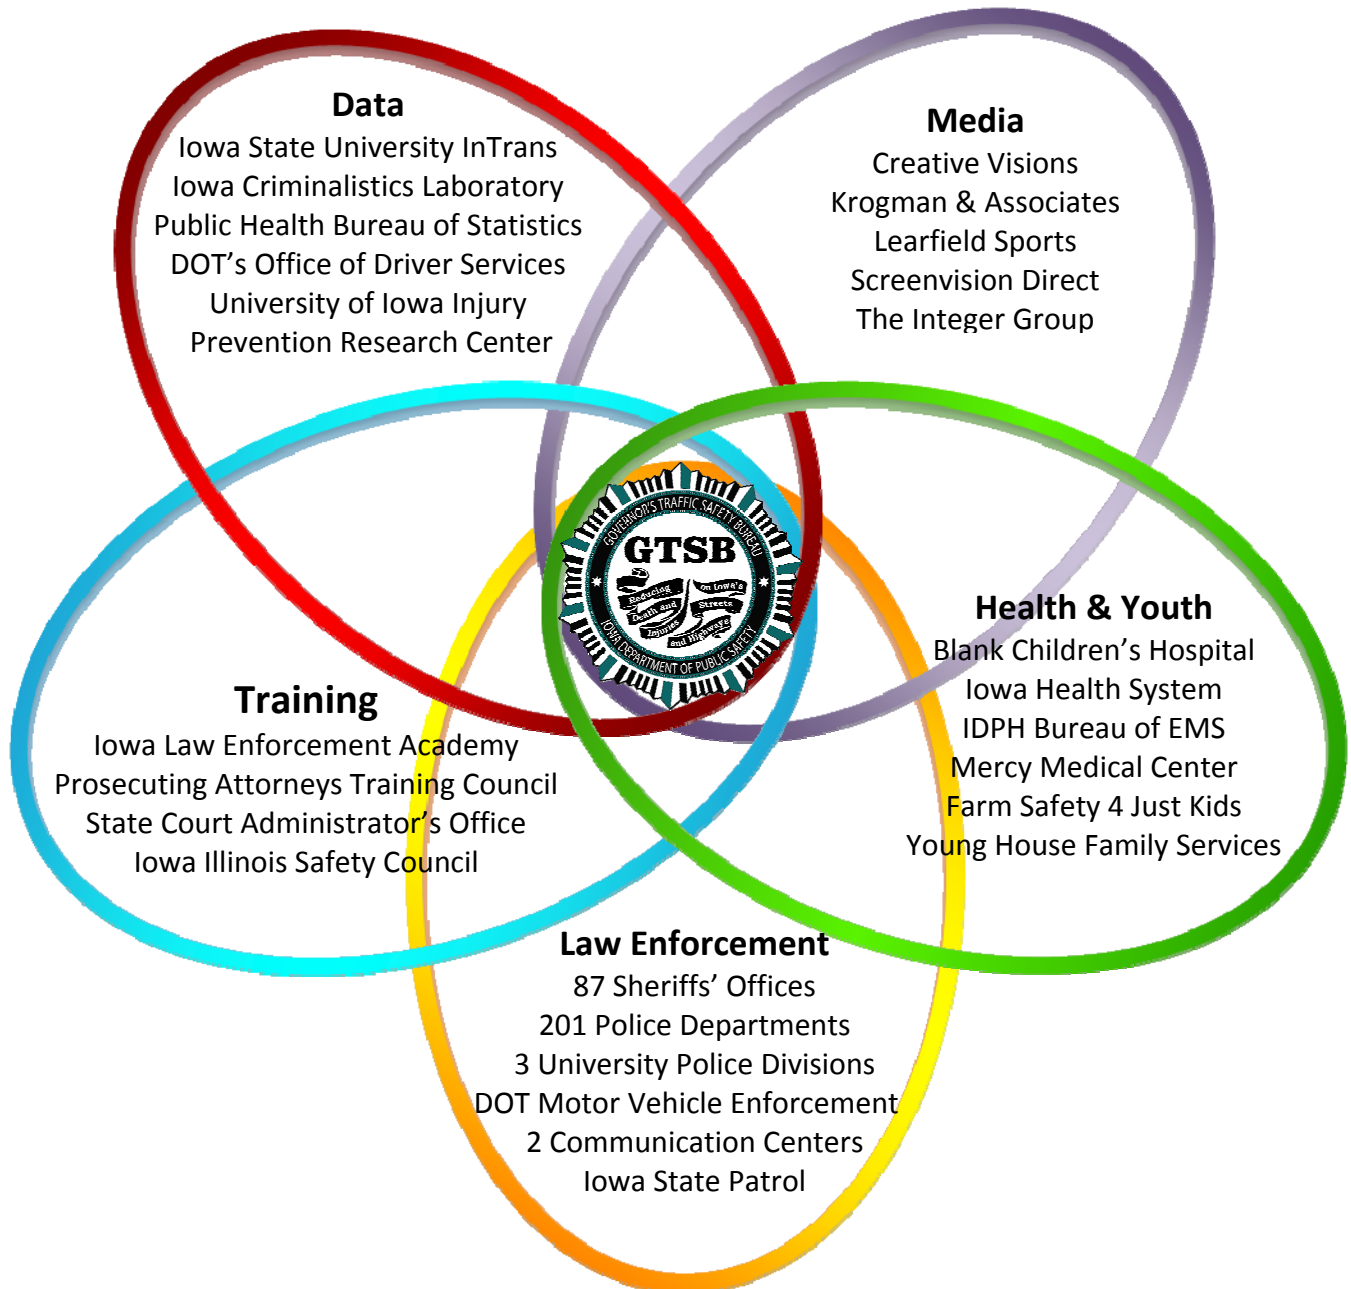 Data
Iowa State University InTrans
Iowa Criminalistics Laboratory
Public Health Bureau of Statistics
DOT's Office of Driver Services
University of Iowa Injury
Prevention Research Center
Media
Creative Visions
Krogman & Associates
Learfield Sports
Screenvision Direct
The Integer Group
GOVERNOR'S TRAFFIC SAFETY BUREAU
GTSB
Reducing
Death and
Injuries
on Iowa's
Streets
and Highways
IOWA DEPARTMENT OF PUBLIC SAFETY
Health & Youth
Blank Children's Hospital
Iowa Health System
IDPH Bureau of EMS
Mercy Medical Center
Farm Safety 4 Just Kids
Young House Family Services
Training
Iowa Law Enforcement Academy
Prosecuting Attorneys Training Council
State Court Administrator's Office
Iowa Illinois Safety Council
Law Enforcement
87 Sheriffs' Offices
201 Police Departments
3 University Police Divisions
DOT Motor Vehicle Enforcement
2 Communication Centers
Iowa State Patrol